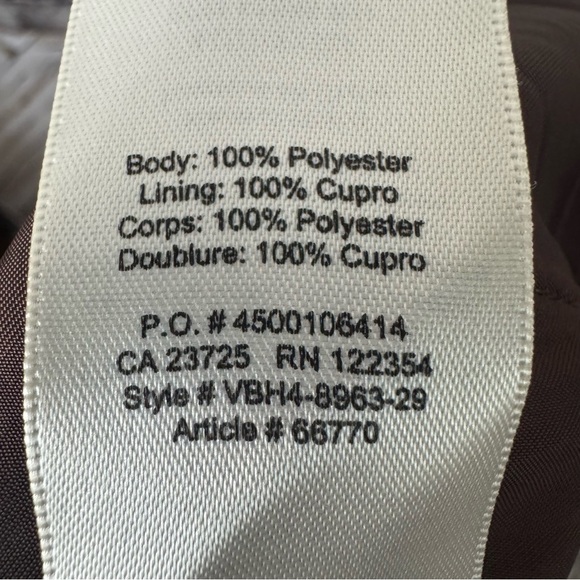 Body: 100% Polyester
Lining: 100% Cupro
Corps: 100% Polyester
Doublure: 100% Cupro
P.O. # 4500106414
CA 23725 RN 122354
Style # VBH4-8963-29
Article # 66770